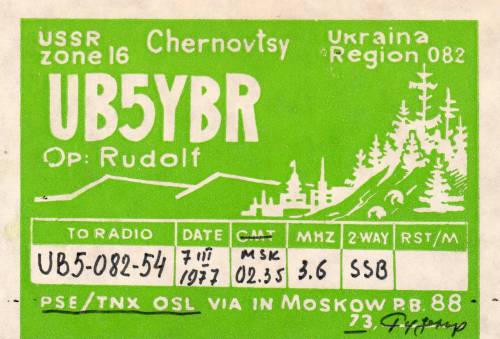 USSR
zone 16
Chernovtsy
Ukraina
Region 082
UB5YBR
Op: Rudolf
TO RADIO DATE GMT MHZ 2-WAY RST/M
UB5-082-54 7 III 1977 MSK 02.35 3.6 SSB
PSE/TNX QSL VIA IN MOSKOW P.B. 88
73,